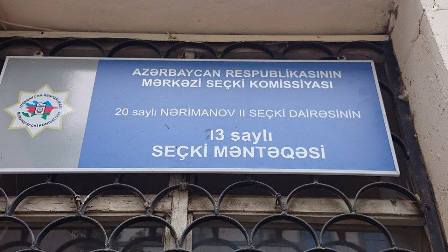 AZƏRBAYCAN RESPUBLİKASININ
MƏRKƏZİ SEÇKİ KOMİSSİYASI
20 saylı NƏRİMANOV II SEÇKİ DAİRƏSİNİN
13 saylı
SEÇKİ MƏNTƏQƏSİ